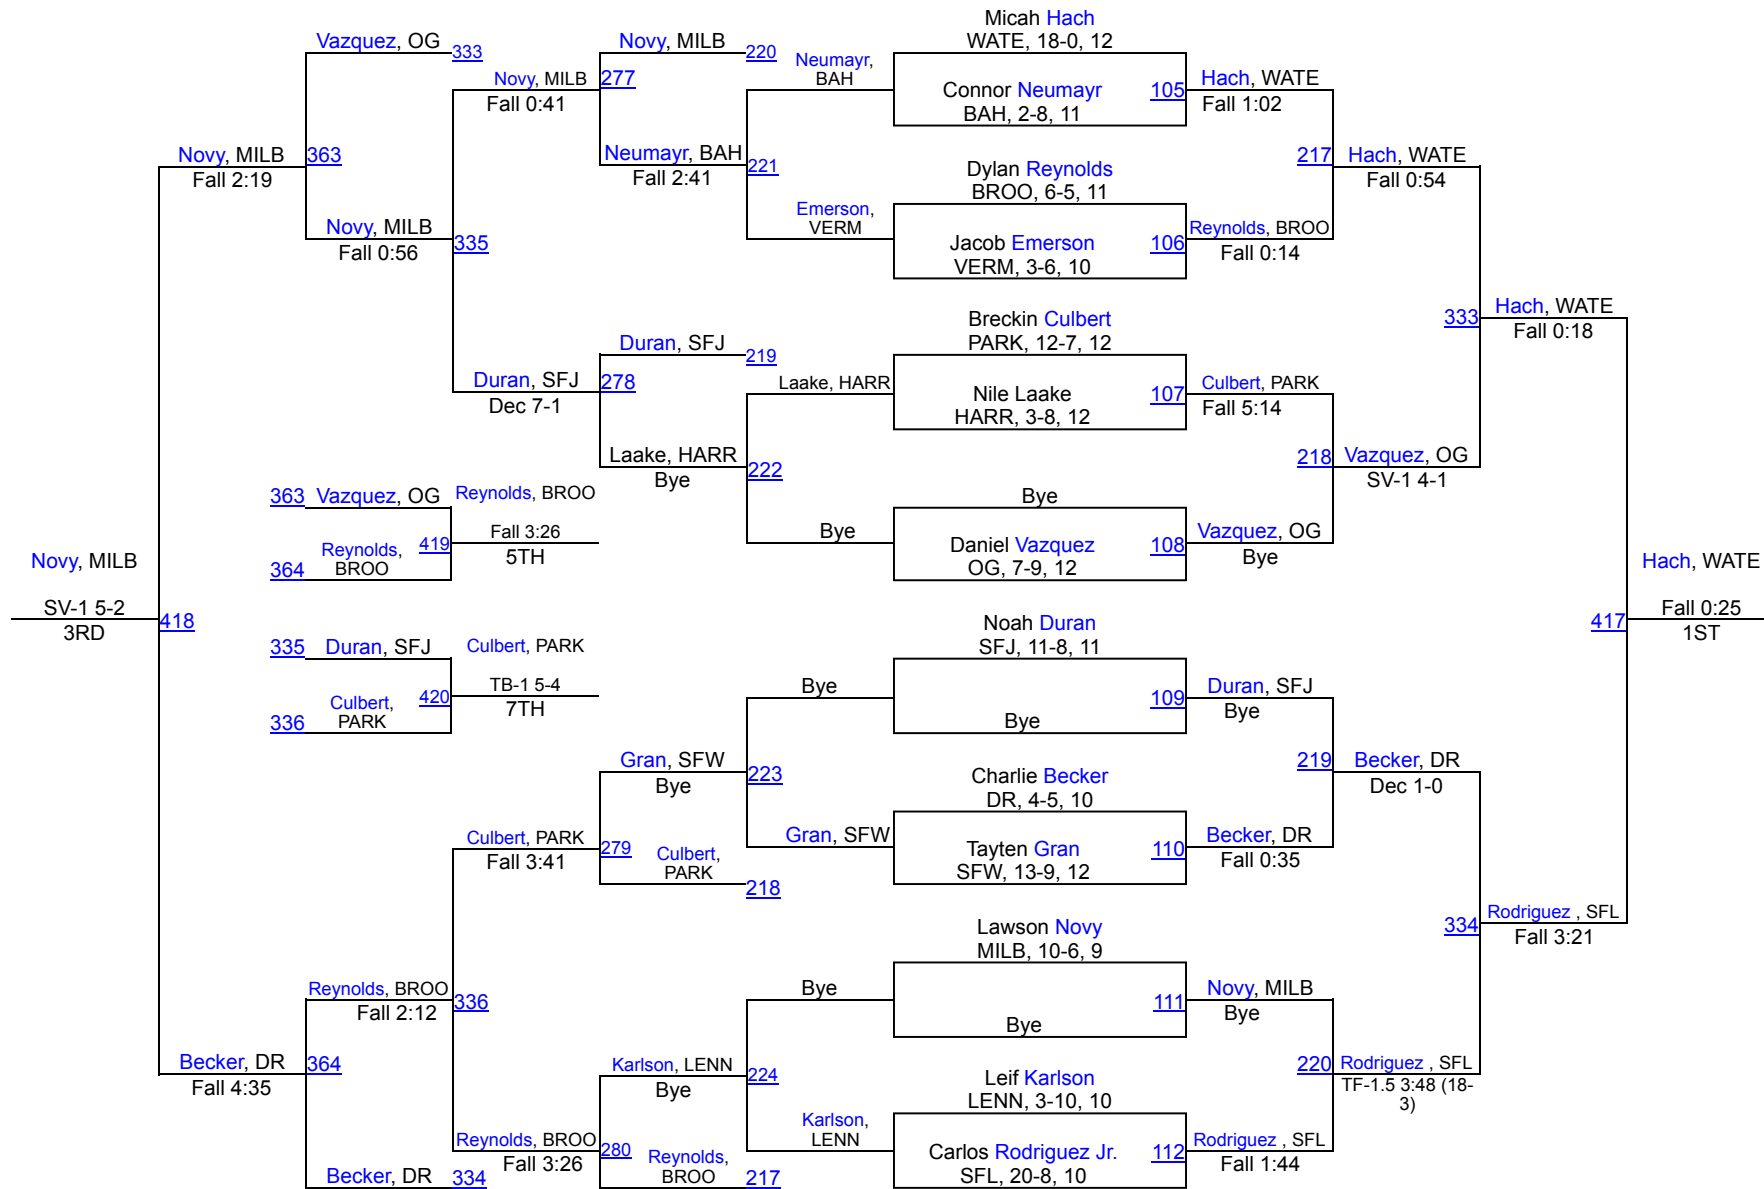 Micah Hach
WATE, 18-0, 12
Connor Neumayr
BAH, 2-8, 11
105
Dylan Reynolds
BROO, 6-5, 11
Jacob Emerson
VERM, 3-6, 10
106
Breckin Culbert
PARK, 12-7, 12
Nile Laake
HARR, 3-8, 12
107
Bye
Daniel Vazquez
OG, 7-9, 12
108
Noah Duran
SFJ, 11-8, 11
Bye
109
Charlie Becker
DR, 4-5, 10
Tayten Gran
SFW, 13-9, 12
110
Lawson Novy
MILB, 10-6, 9
Bye
111
Leif Karlson
LENN, 3-10, 10
Carlos Rodriguez Jr.
SFL, 20-8, 10
112
Hach, WATE
Fall 1:02
Reynolds, BROO
Fall 0:14
Culbert, PARK
Fall 5:14
Vazquez, OG
Bye
Duran, SFJ
Bye
Becker, DR
Fall 0:35
Novy, MILB
Bye
Rodriguez , SFL
Fall 1:44
217
Hach, WATE
Fall 0:54
218
Vazquez, OG
SV-1 4-1
219
Becker, DR
Dec 1-0
220
Rodriguez , SFL
TF-1.5 3:48 (18-
3)
333
Hach, WATE
Fall 0:18
334
Rodriguez , SFL
Fall 3:21
417
Hach, WATE
Fall 0:25
1ST
Neumayr,
BAH
Emerson,
VERM
Laake, HARR
Bye
Bye
Gran, SFW
Bye
Karlson,
LENN
Novy, MILB
220
Neumayr, BAH
Fall 2:41
221
Duran, SFJ
219
Laake, HARR
Bye
222
Gran, SFW
Bye
223
Culbert,
PARK
218
Karlson, LENN
Bye
224
Reynolds,
BROO
217
Novy, MILB
Fall 0:41
277
Duran, SFJ
Dec 7-1
278
Culbert, PARK
Fall 3:41
279
Reynolds, BROO
Fall 3:26
280
Vazquez, OG
333
Novy, MILB
Fall 0:56
335
Reynolds, BROO
Fall 2:12
336
Becker, DR
334
Novy, MILB
Fall 2:19
363
Becker, DR
Fall 4:35
364
Novy, MILB
SV-1 5-2
3RD
418
363
Vazquez, OG
364
Reynolds,
BROO
419
Reynolds, BROO
Fall 3:26
5TH
335
Duran, SFJ
336
Culbert,
PARK
420
Culbert, PARK
TB-1 5-4
7TH